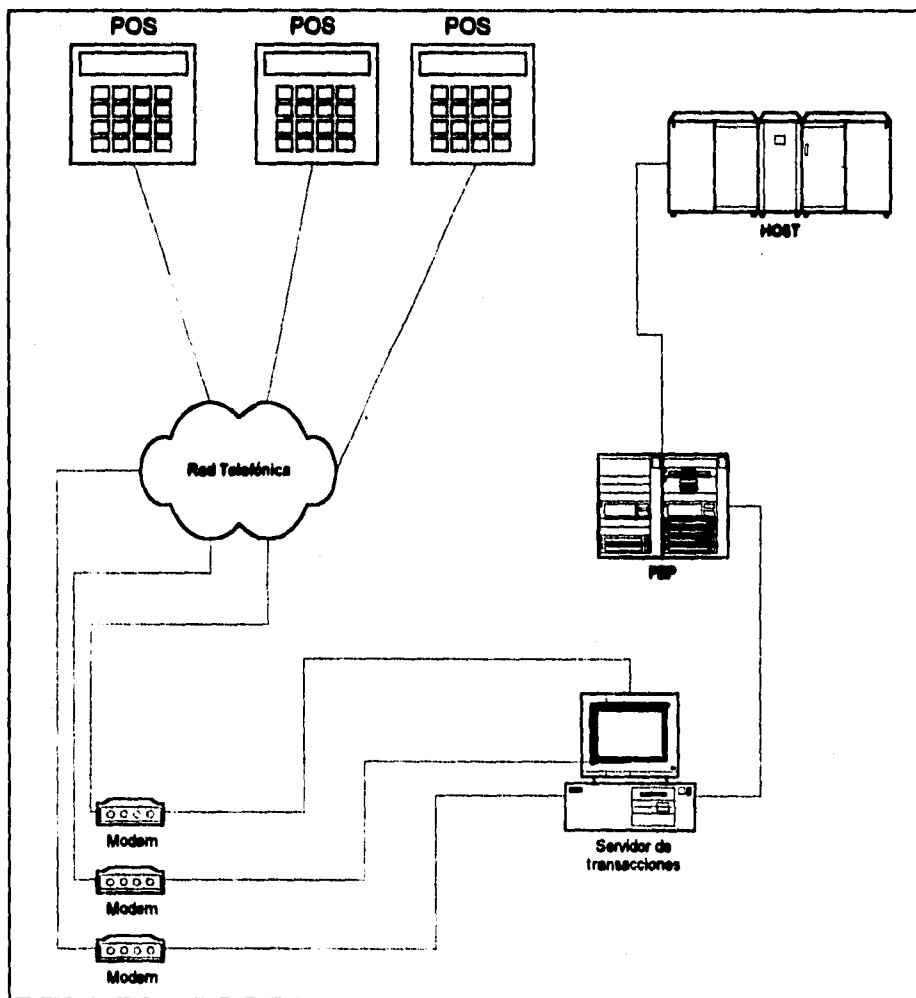 POS POS POS
HOST
Red Telefónica
Modem
Servidor de
transacciones
Modem
Modem